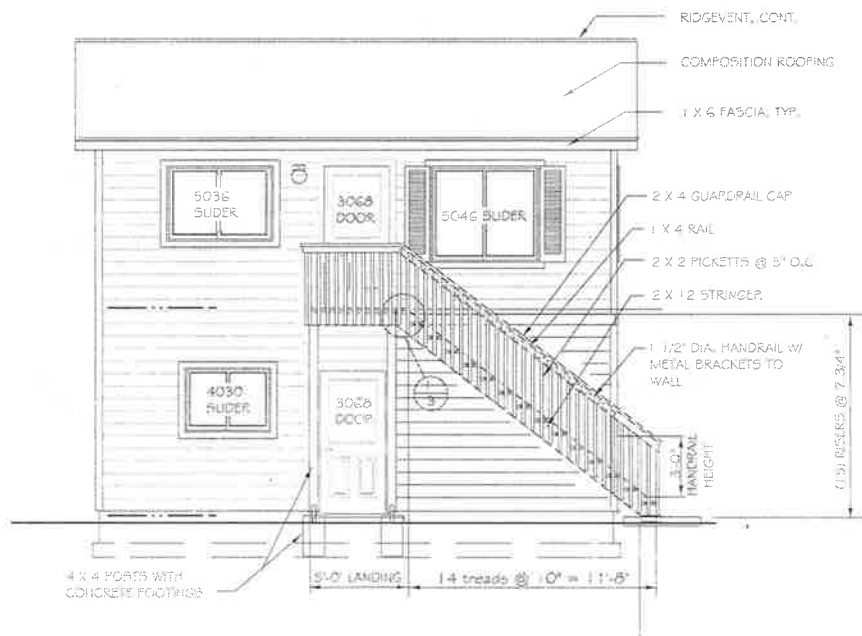 RIDGEVENT, CONT.
COMPOSITION ROOFING
1 X 6 FASCIAL TYP.
5036
SLIDER
3068
DOOR
5046 SLIDER
2 X 4 GUARDRAIL CAP
1 X 4 RAIL
2 X 2 PICKETTS @ 5" O.C
2 X 12 STRINGER
1 1/2" DIA. HANDRAIL W/
METAL BRACKETS TO
WALL
4030
SLIDER
3068
DOOR
1
3
3'-0"
HANDRAIL
HEIGHT
(15) RISERS @ 7 3/4"
4 X 4 POSTS WITH
CONCRETE FOOTINGS
5'-0" LANDING
14 treads @ 10" = 11'-8"